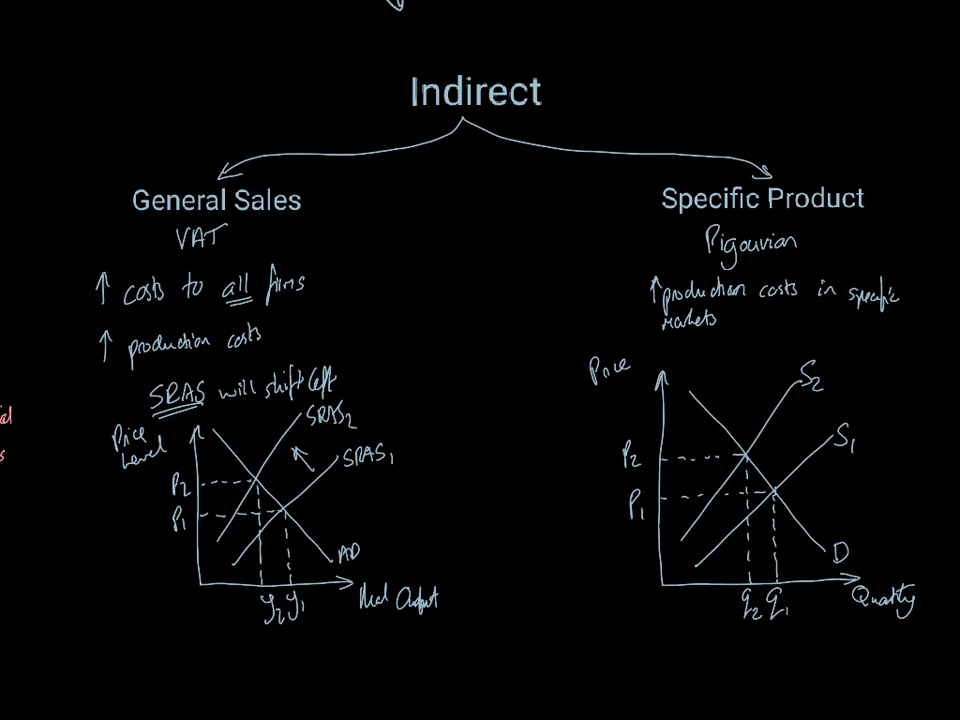 Indirect
General Sales
VAT
↑ costs to all firms
↑ production costs
SRAS will shift left
Price
Level
SRAS2
SRAS1
P2
P1
AD
y2 y1
Real Output
Specific Product
Pigouvian
↑ production costs in specific
markets
Price
S2
S1
P2
P1
D
q2 q1
Quantity